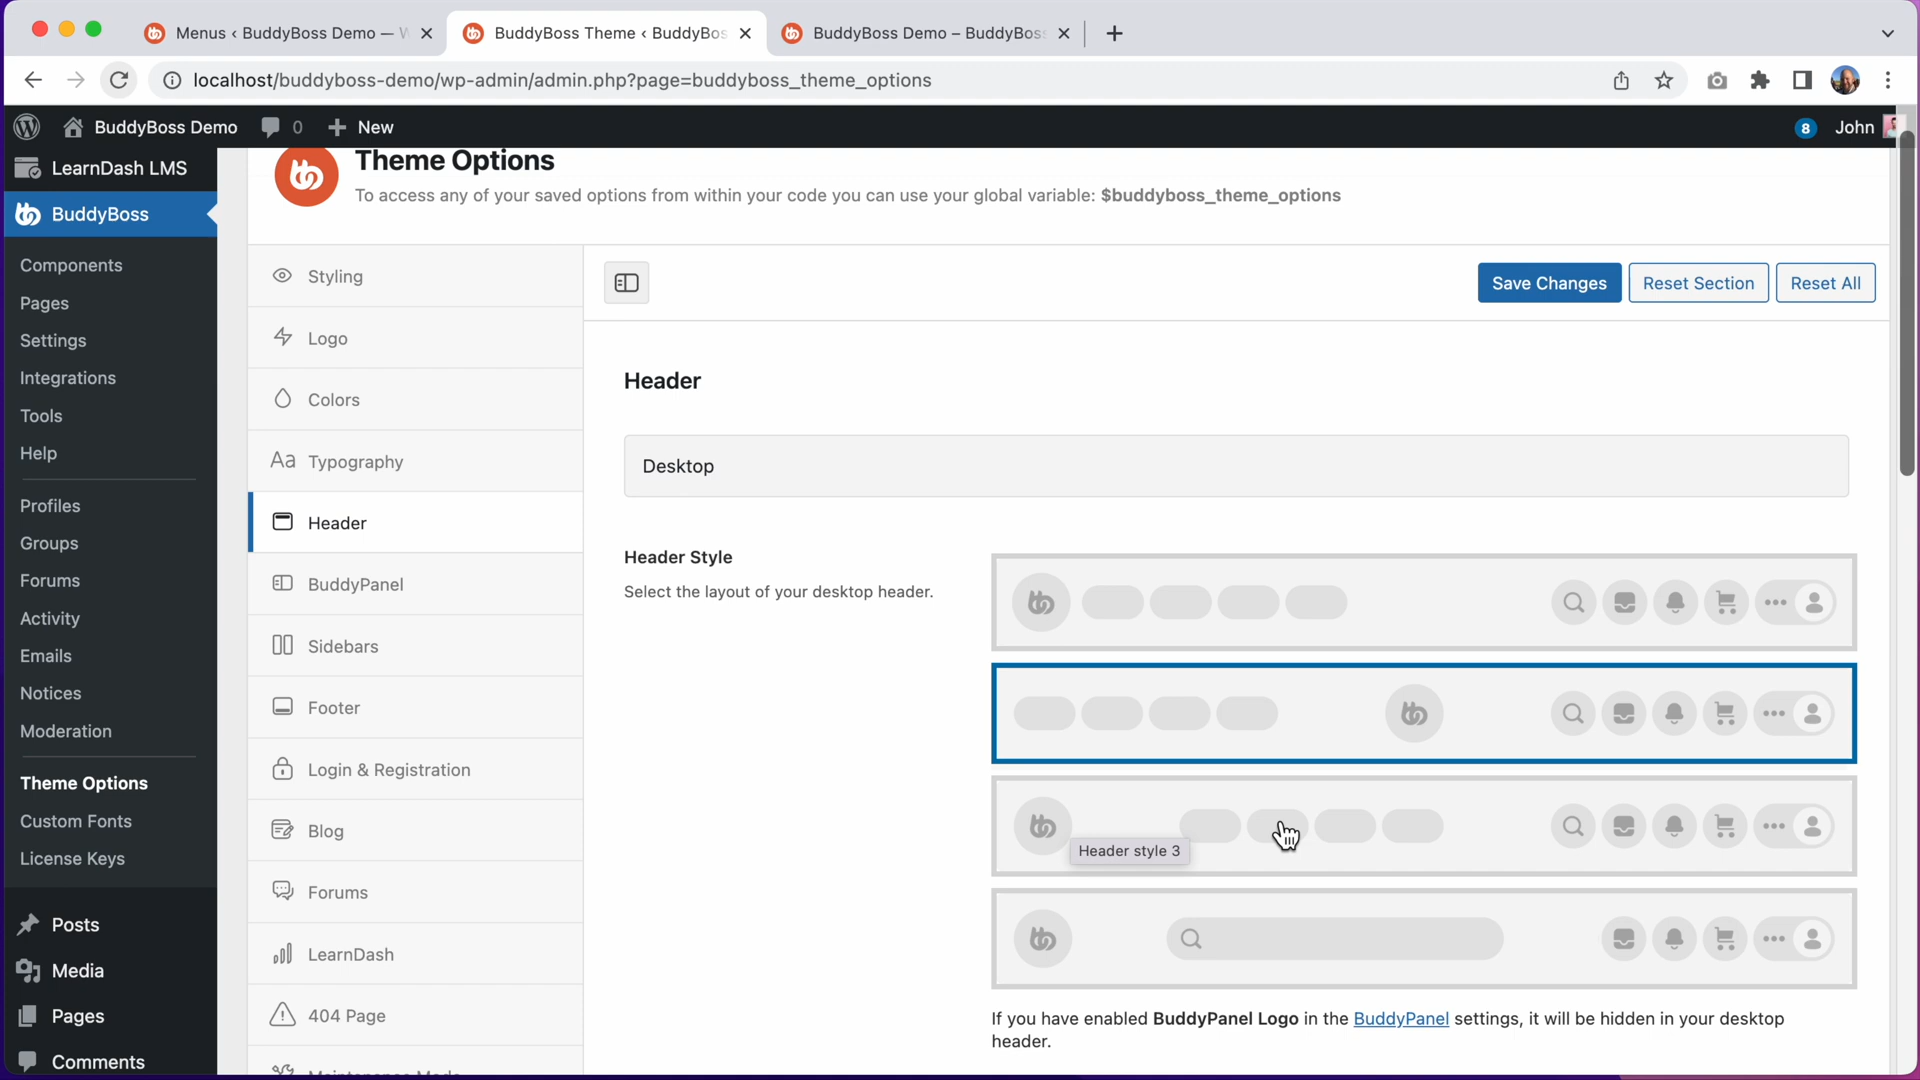 Menus ‹ BuddyBoss Demo — W
BuddyBoss Theme ‹ BuddyBos
BuddyBoss Demo – BuddyBoss
localhost/buddyboss-demo/wp-admin/admin.php?page=buddyboss_theme_options
BuddyBoss Demo
0
New
8
John
LearnDash LMS
BuddyBoss
Components
Pages
Settings
Integrations
Tools
Help
Profiles
Groups
Forums
Activity
Emails
Notices
Moderation
Theme Options
Custom Fonts
License Keys
Posts
Media
Pages
Comments
Theme Options
To access any of your saved options from within your code you can use your global variable: $buddyboss_theme_options
Styling
Logo
Colors
Aa Typography
Header
BuddyPanel
Sidebars
Footer
Login & Registration
Blog
Forums
LearnDash
404 Page
Maintenance Mode
Save Changes
Reset Section
Reset All
Header
Desktop
Header Style
Select the layout of your desktop header.
Header style 3
If you have enabled BuddyPanel Logo in the BuddyPanel settings, it will be hidden in your desktop
header.